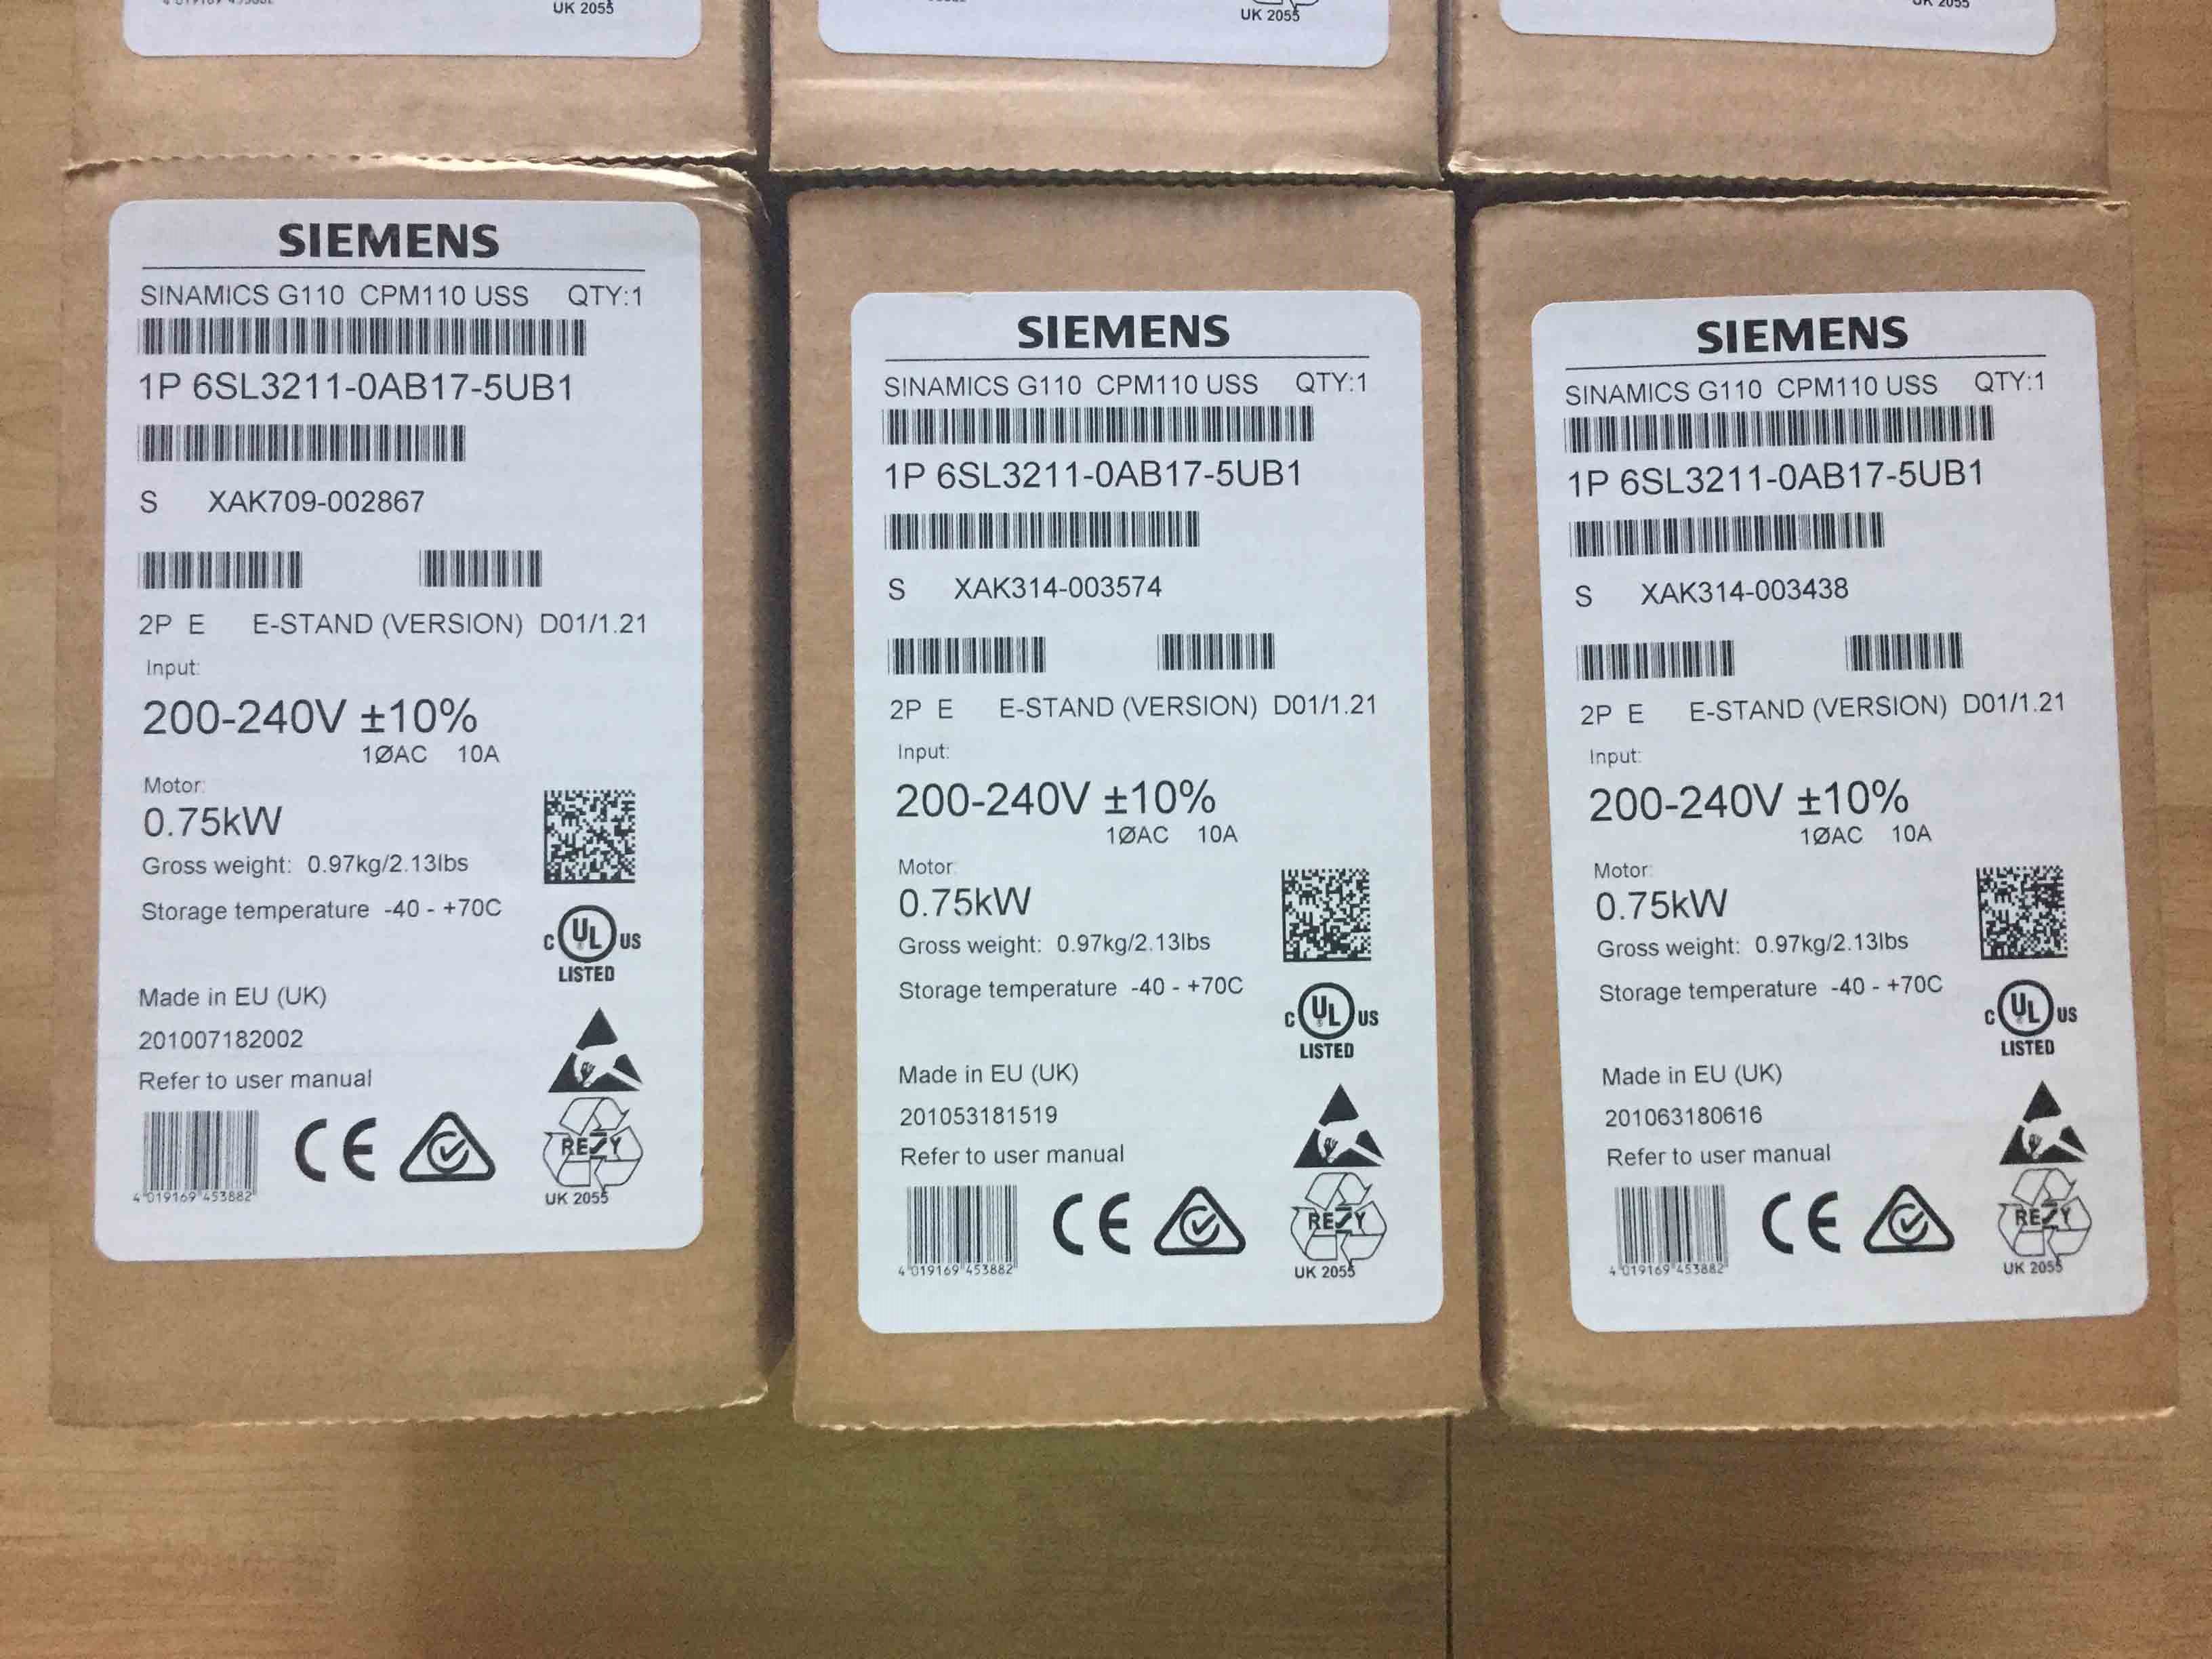 UK 2055
UK 2055
UK 2055
SIEMENS
SINAMICS G110 CPM110 USS QTY:1
1P 6SL3211-0AB17-5UB1
S XAK709-002867
2P E E-STAND (VERSION) D01/1.21
Input:
200-240V ±10%
1ØAC 10A
Motor:
0.75kW
Gross weight: 0.97kg/2.13lbs
Storage temperature -40 - +70C
C UL US
LISTED
Made in EU (UK)
201007182002
Refer to user manual
4 019169 453882
CE
RESY
UK 2055
SIEMENS
SINAMICS G110 CPM110 USS QTY:1
1P 6SL3211-0AB17-5UB1
S XAK314-003574
2P E E-STAND (VERSION) D01/1.21
Input:
200-240V ±10%
1ØAC 10A
Motor:
0.75kW
Gross weight: 0.97kg/2.13lbs
Storage temperature -40 - +70C
C UL US
LISTED
Made in EU (UK)
201053181519
Refer to user manual
4 019169 453882
CE
RESY
UK 2055
SIEMENS
SINAMICS G110 CPM110 USS QTY:1
1P 6SL3211-0AB17-5UB1
S XAK314-003438
2P E E-STAND (VERSION) D01/1.21
Input:
200-240V ±10%
1ØAC 10A
Motor:
0.75kW
Gross weight: 0.97kg/2.13lbs
Storage temperature -40 - +70C
C UL US
LISTED
Made in EU (UK)
201063180616
Refer to user manual
4 019169 453882
CE
RESY
UK 2055